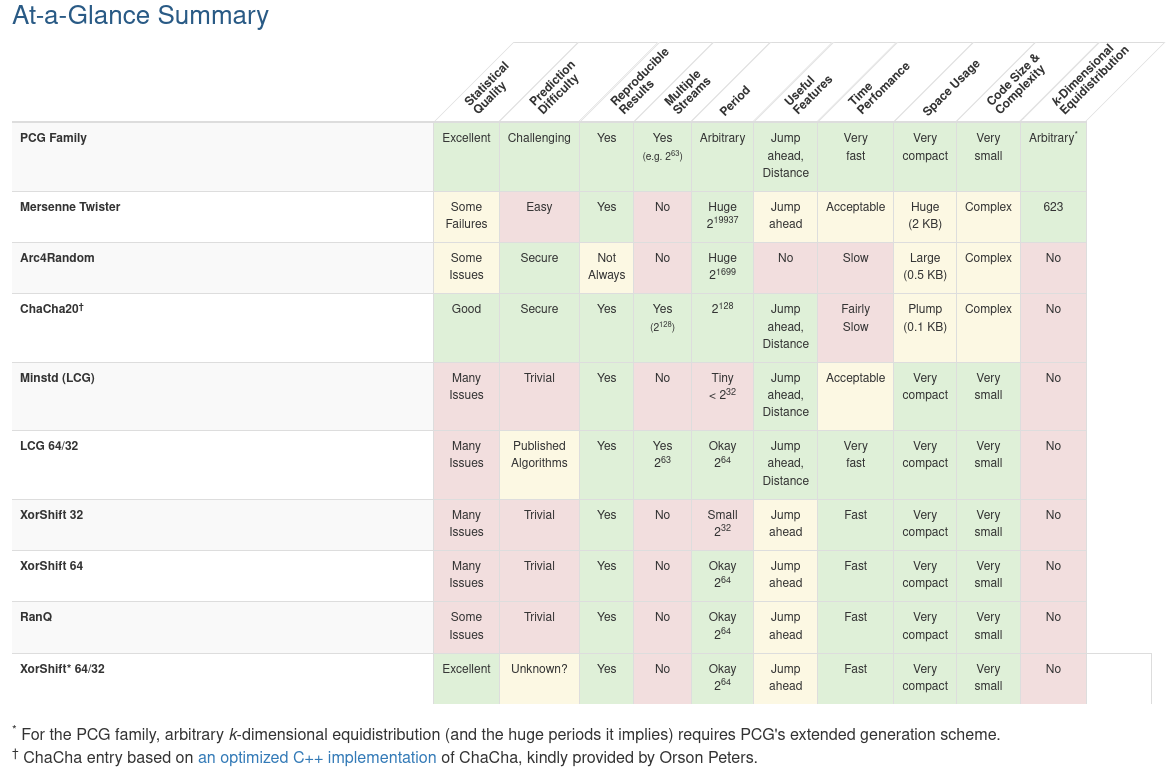 At-a-Glance Summary
Statistical
Quality
Prediction
Difficulty
Reproducible
Results
Multiple
Streams
Period
Useful
Features
Time
Perfomance
Space Usage
Code Size &
Complexity
k-Dimensional
Equidistribution
PCG Family Excellent Challenging Yes Yes Arbitrary Jump Very Very Very Arbitrary*
(e.g. 2^63) ahead, fast compact small
Distance
Mersenne Twister Some Easy Yes No Huge Jump Acceptable Huge Complex 623
Failures 2^19937 ahead (2 KB)
Arc4Random Some Secure Not No Huge No Slow Large Complex No
Issues Always 2^1699 (0.5 KB)
ChaCha20† Good Secure Yes Yes 2^128 Jump Fairly Plump Complex No
(2^128) ahead, Slow (0.1 KB)
Distance
Minstd (LCG) Many Trivial Yes No Tiny Jump Acceptable Very Very No
Issues < 2^32 ahead, compact small
Distance
LCG 64/32 Many Published Yes Yes Okay Jump Very Very Very No
Issues Algorithms 2^63 2^64 ahead, fast compact small
Distance
XorShift 32 Many Trivial Yes No Small Jump Fast Very Very No
Issues 2^32 ahead compact small
XorShift 64 Many Trivial Yes No Okay Jump Fast Very Very No
Issues 2^64 ahead compact small
RanQ Some Trivial Yes No Okay Jump Fast Very Very No
Issues 2^64 ahead compact small
XorShift* 64/32 Excellent Unknown? Yes No Okay Jump Fast Very Very No
2^64 ahead compact small
* For the PCG family, arbitrary k-dimensional equidistribution (and the huge periods it implies) requires PCG's extended generation scheme.
† ChaCha entry based on an optimized C++ implementation of ChaCha, kindly provided by Orson Peters.